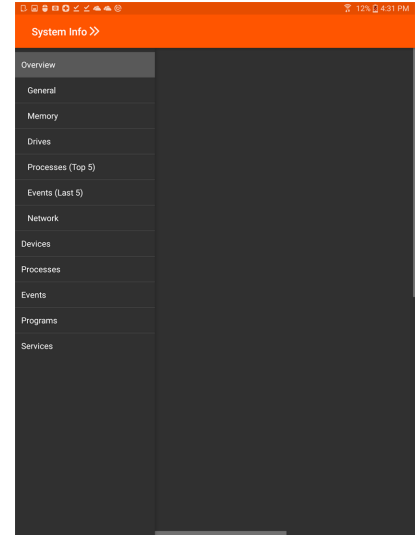 12% 4:31 PM
System Info
Overview
General
Memory
Drives
Processes (Top 5)
Events (Last 5)
Network
Devices
Processes
Events
Programs
Services